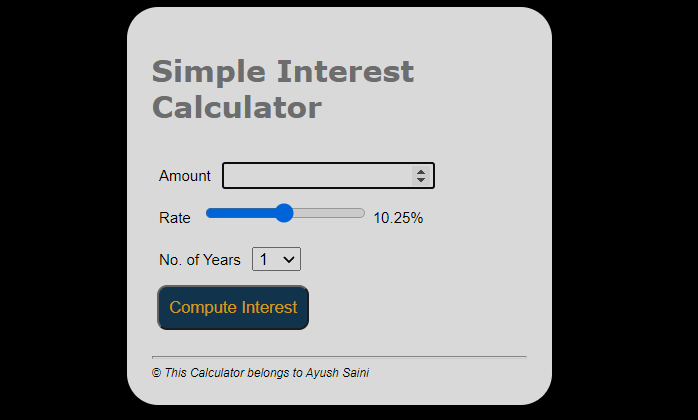 Simple Interest
Calculator
Amount
Rate 10.25%
No. of Years 1
Compute Interest
© This Calculator belongs to Ayush Saini